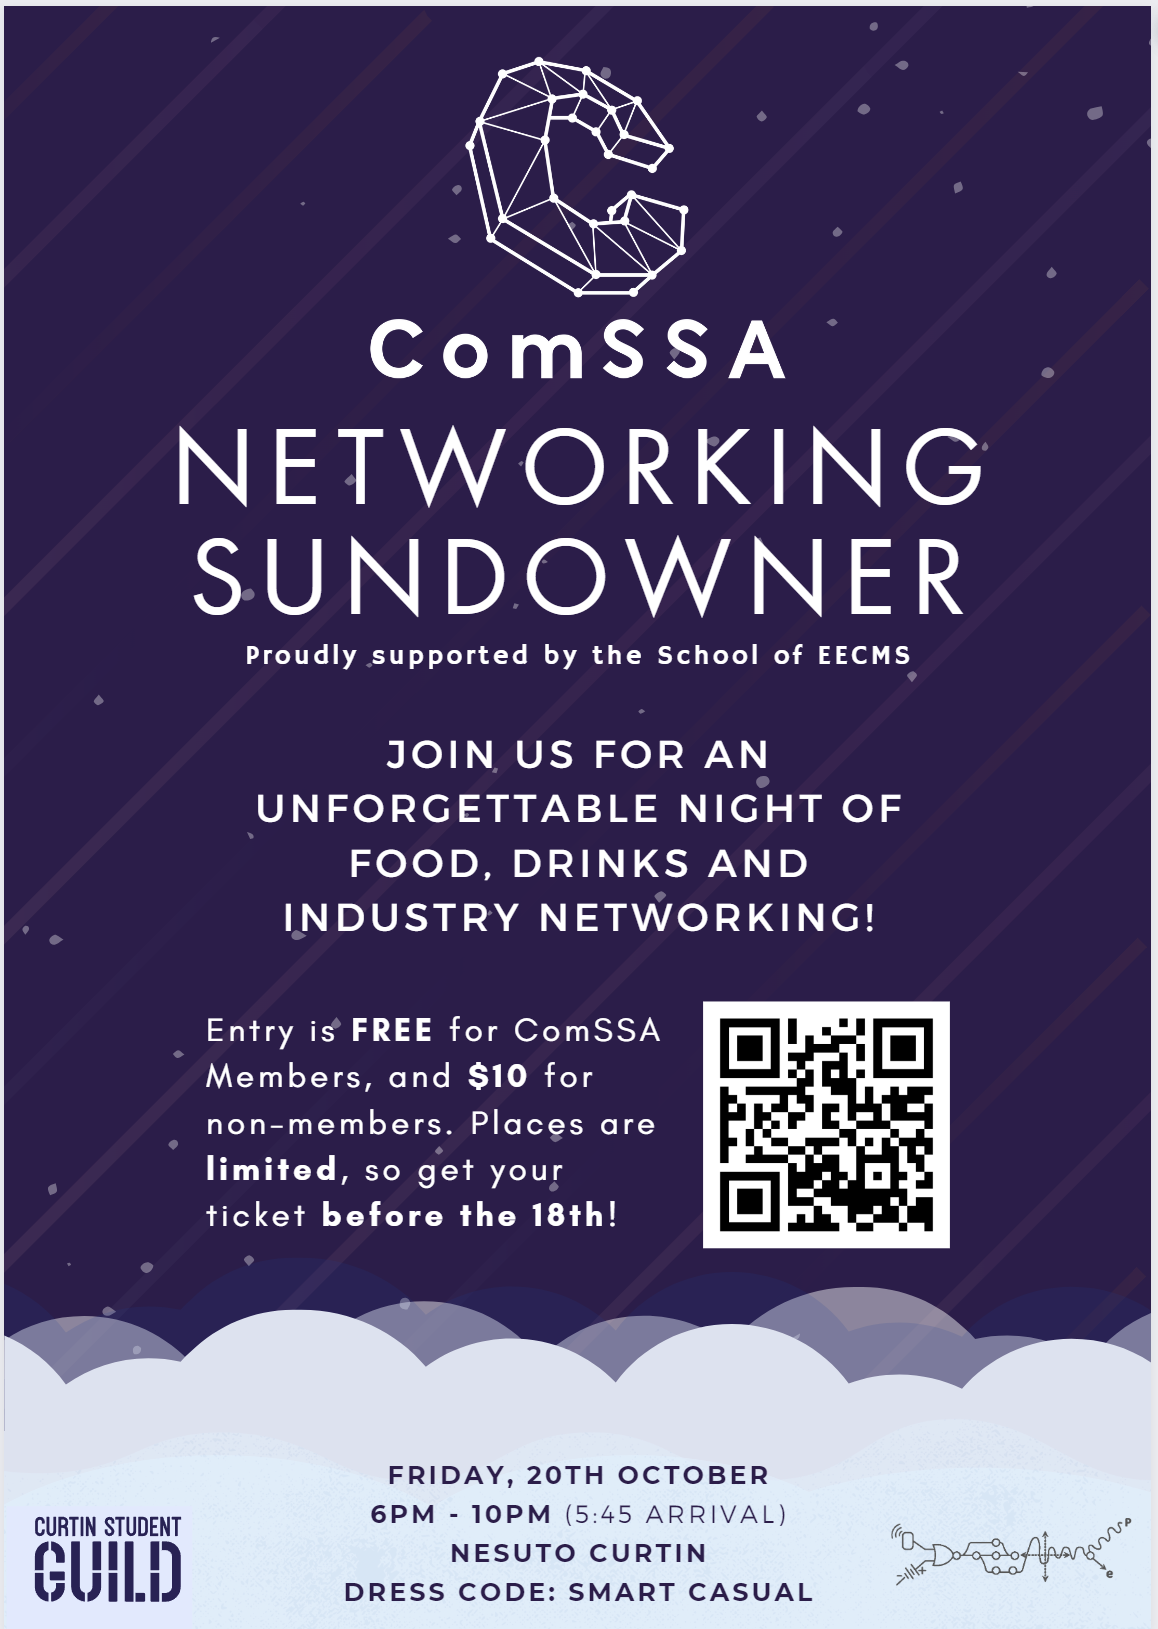 ComSSA
NETWORKING
SUNDOWNER
Proudly supported by the School of EECMS
JOIN US FOR AN
UNFORGETTABLE NIGHT OF
FOOD, DRINKS AND
INDUSTRY NETWORKING!
Entry is FREE for ComSSA
Members, and $10 for
non-members. Places are
limited, so get your
ticket before the 18th!
FRIDAY, 20TH OCTOBER
6PM - 10PM (5:45 ARRIVAL)
NESUTO CURTIN
DRESS CODE: SMART CASUAL
CURTIN STUDENT
GUILD
P
e